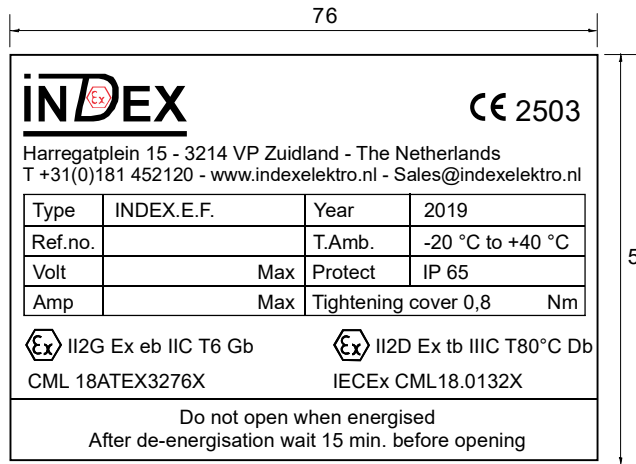 76
INDEX
Ex
CE 2503
Harregatplein 15 - 3214 VP Zuidland - The Netherlands
T +31(0)181 452120 - www.indexelektro.nl - Sales@indexelektro.nl
Type INDEX.E.F. Year 2019
Ref.no. T.Amb. -20 °C to +40 °C
Volt Max Protect IP 65
Amp Max Tightening cover 0,8 Nm
Ex II2G Ex eb IIC T6 Gb Ex II2D Ex tb IIIC T80°C Db
CML 18ATEX3276X IECEx CML18.0132X
Do not open when energised
After de-energisation wait 15 min. before opening